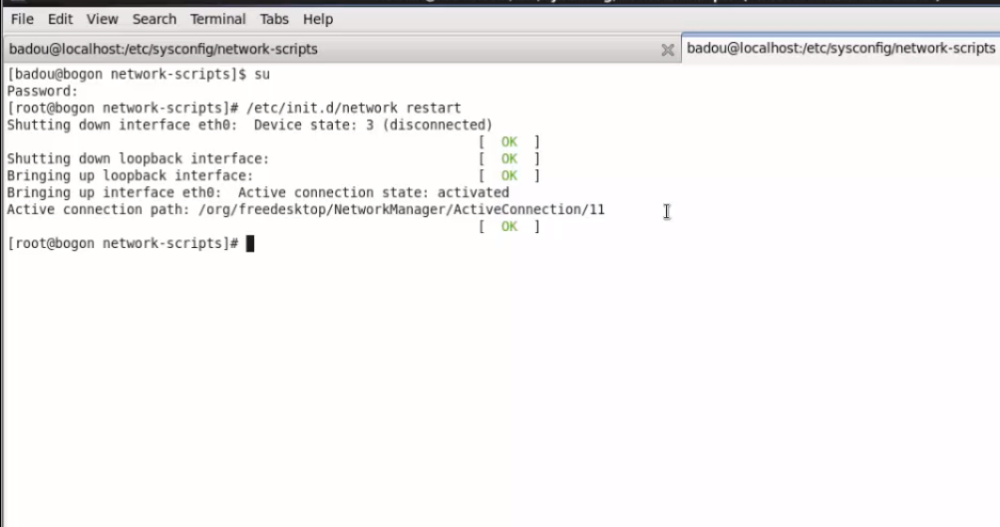 File Edit View Search Terminal Tabs Help
badou@localhost:/etc/sysconfig/network-scripts badou@localhost:/etc/sysconfig/network-scripts
[badou@bogon network-scripts]$ su
Password:
[root@bogon network-scripts]# /etc/init.d/network restart
Shutting down interface eth0:  Device state: 3 (disconnected)
[  OK  ]
Shutting down loopback interface: [  OK  ]
Bringing up loopback interface: [  OK  ]
Bringing up interface eth0:  Active connection state: activated
Active connection path: /org/freedesktop/NetworkManager/ActiveConnection/11
[  OK  ]
[root@bogon network-scripts]#